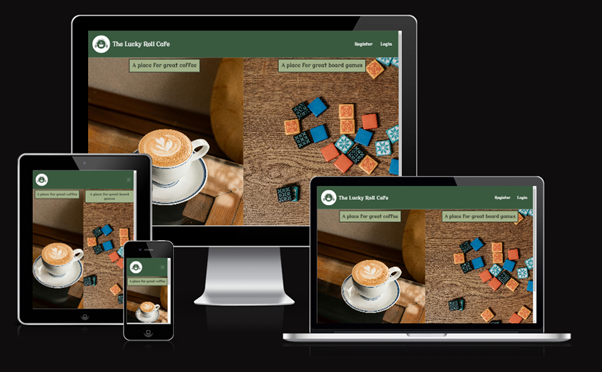 The Lucky Roll Cafe
Register Login
A place for great coffee
A place for great board games
A place for great coffee
A place for great board
games
A place for great coffee
The Lucky Roll Cafe
Register Login
A place for great coffee
A place for great board games